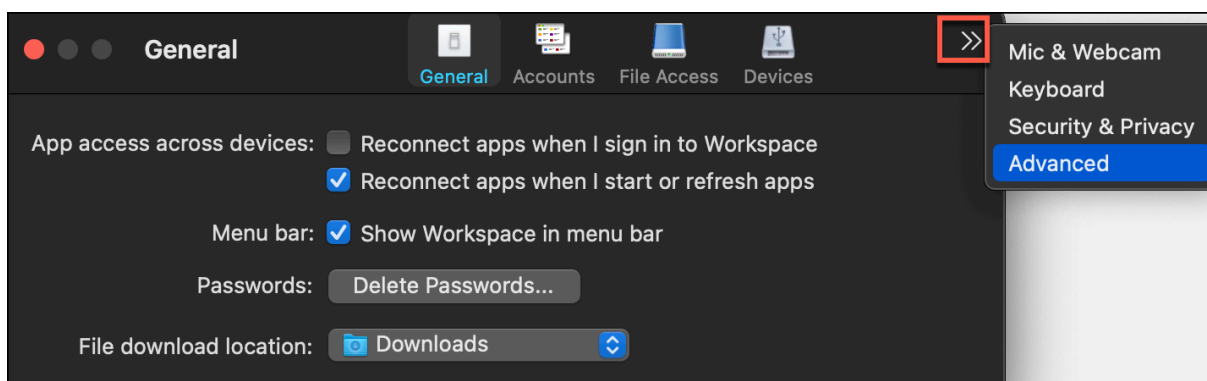 General
General Accounts File Access Devices
Mic & Webcam
Keyboard
Security & Privacy
Advanced
App access across devices: Reconnect apps when I sign in to Workspace
Reconnect apps when I start or refresh apps
Menu bar: Show Workspace in menu bar
Passwords: Delete Passwords...
File download location: Downloads